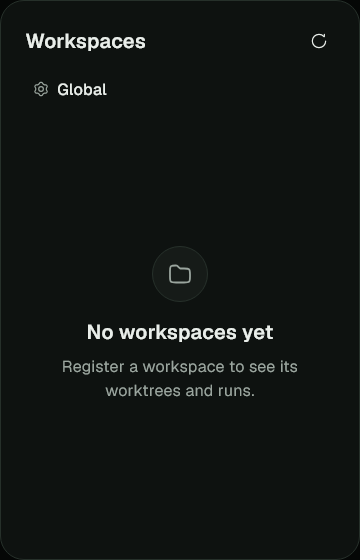 Workspaces
Global
No workspaces yet
Register a workspace to see its
worktrees and runs.